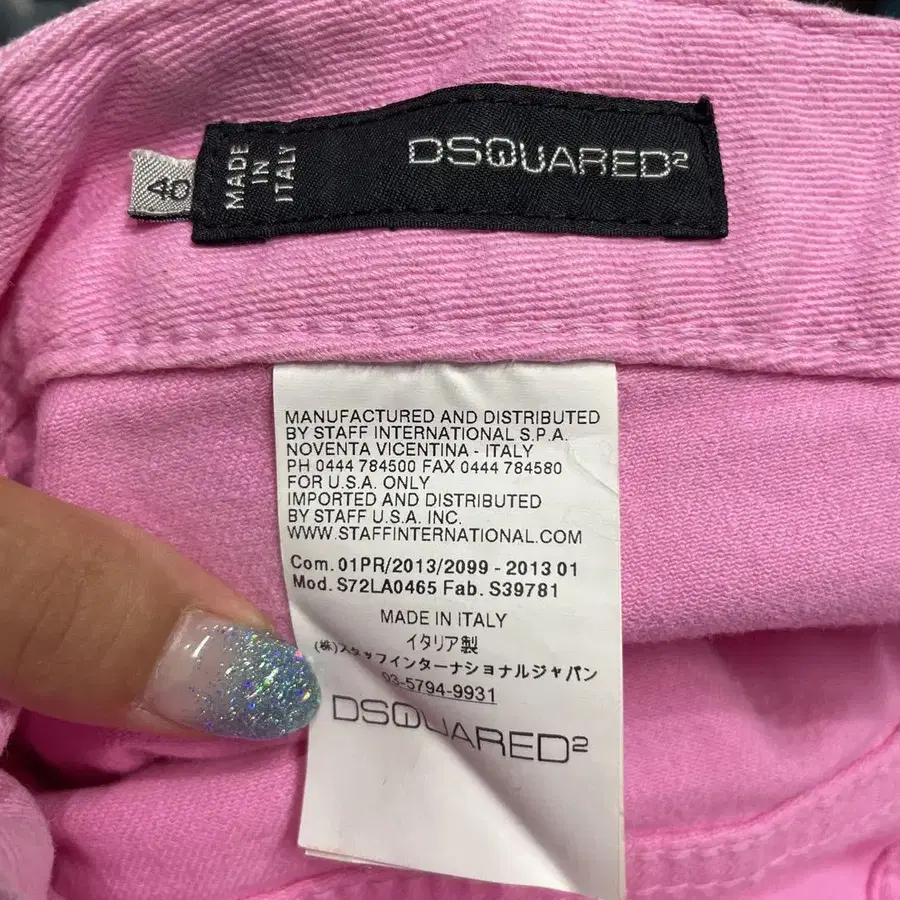 40
MADE
IN
ITALY
DSQUARED²
MANUFACTURED AND DISTRIBUTED
BY STAFF INTERNATIONAL S.P.A.
NOVENTA VICENTINA - ITALY
PH 0444 784500 FAX 0444 784580
FOR U.S.A. ONLY
IMPORTED AND DISTRIBUTED
BY STAFF U.S.A. INC.
WWW.STAFFINTERNATIONAL.COM
Com. 01PR/2013/2099 - 2013 01
Mod. S72LA0465 Fab. S39781
MADE IN ITALY
イタリア製
(株)スタッフインターナショナルジャパン
03-5794-9931
DSQUARED²